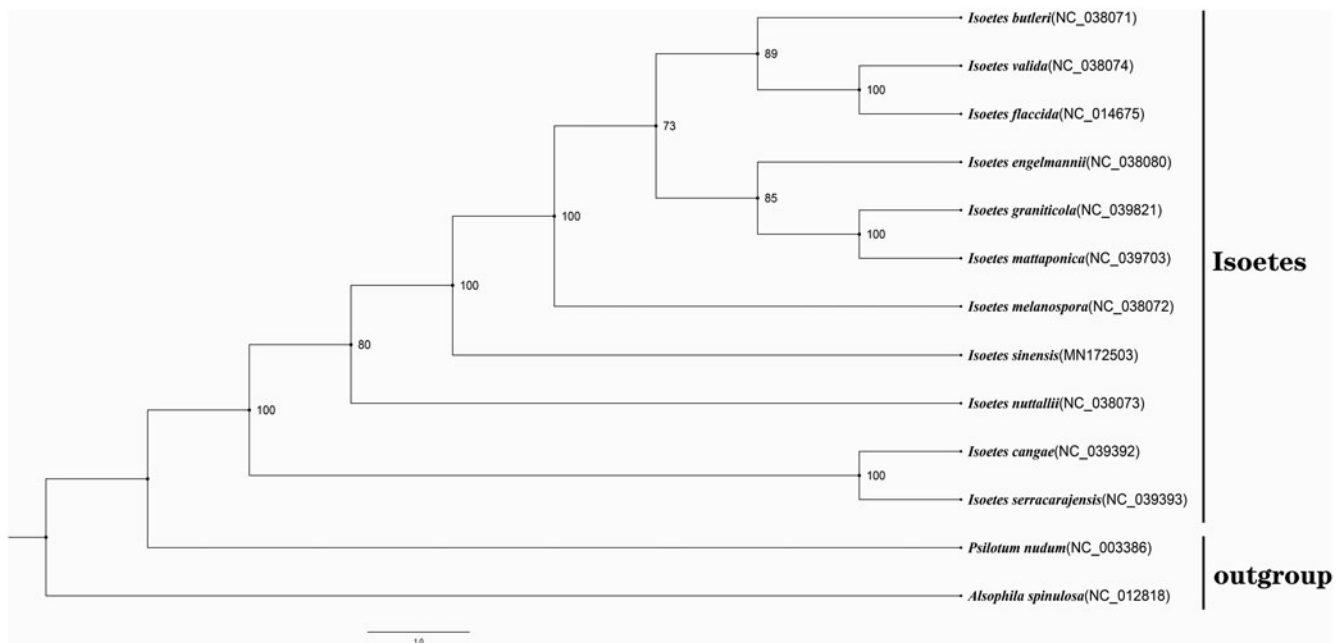 Isoetes butleri(NC_038071)
89
Isoetes valida(NC_038074)
100
Isoetes flaccida(NC_014675)
73
Isoetes engelmannii(NC_038080)
85
Isoetes graniticola(NC_039821)
100
100
Isoetes mattaponica(NC_039703)
Isoetes
100
Isoetes melanospora(NC_038072)
80
Isoetes sinensis(MN172503)
Isoetes nuttallii(NC_038073)
100
Isoetes cangae(NC_039392)
100
Isoetes serracarajensis(NC_039393)
Psilotum nudum(NC_003386)
outgroup
Alsophila spinulosa(NC_012818)
1.0